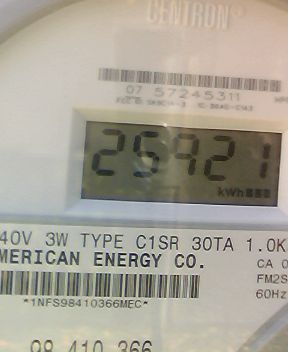 CENTRON
07 57245311
25921
kWh
40V 3W TYPE C1SR 30TA 1.0K
MERICAN ENERGY CO. CA 0
FM2S
*1NFS98410366MEC* 60Hz
98 410 366